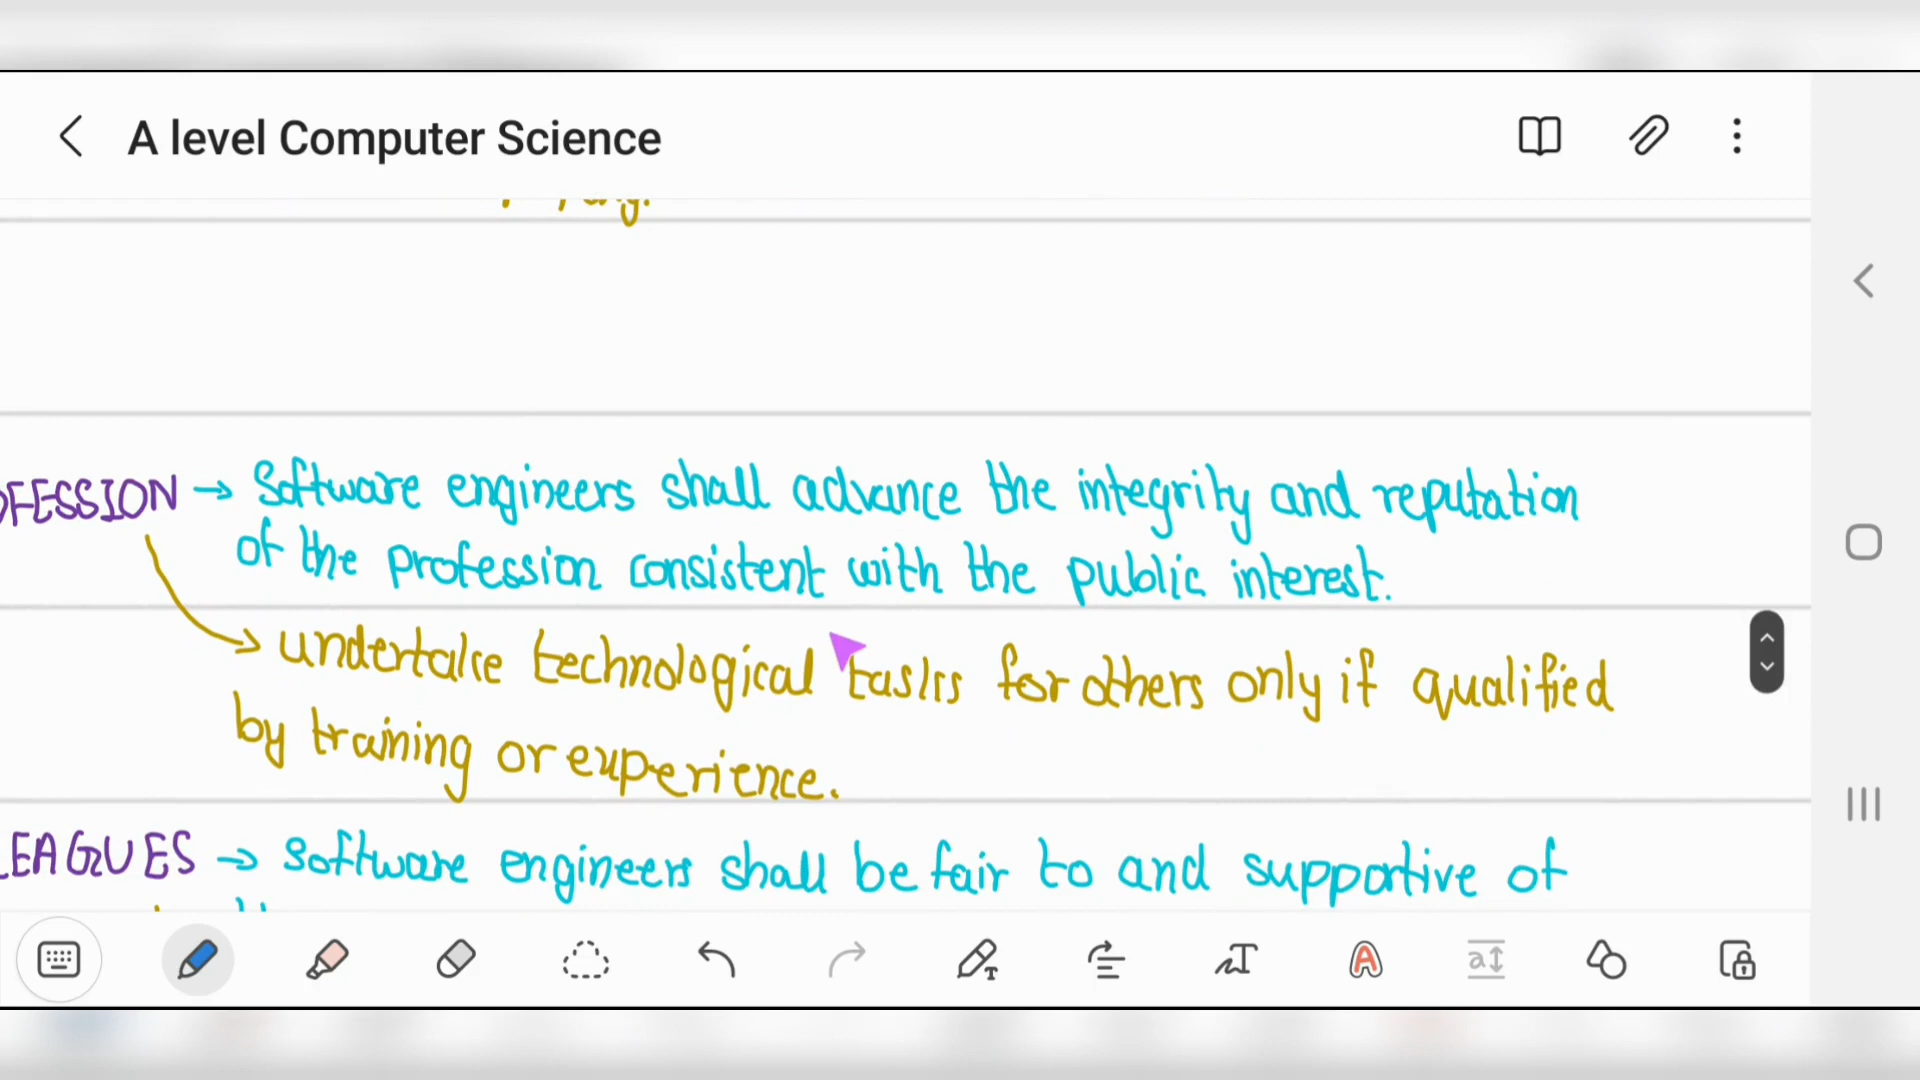 A level Computer Science
OFESSION → Software engineers shall advance the integrity and reputation
of the profession consistent with the public interest.
→ undertake technological tasks for others only if qualified
by training or experience.
LEAGUES → Software engineers shall be fair to and supportive of